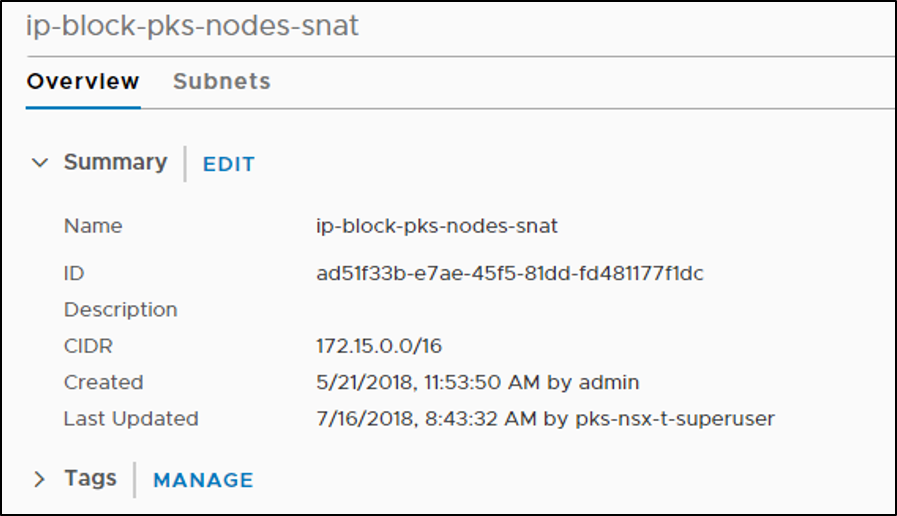 ip-block-pks-nodes-snat
Overview Subnets
Summary EDIT
Name ip-block-pks-nodes-snat
ID ad51f33b-e7ae-45f5-81dd-fd481177f1dc
Description
CIDR 172.15.0.0/16
Created 5/21/2018, 11:53:50 AM by admin
Last Updated 7/16/2018, 8:43:32 AM by pks-nsx-t-superuser
Tags MANAGE